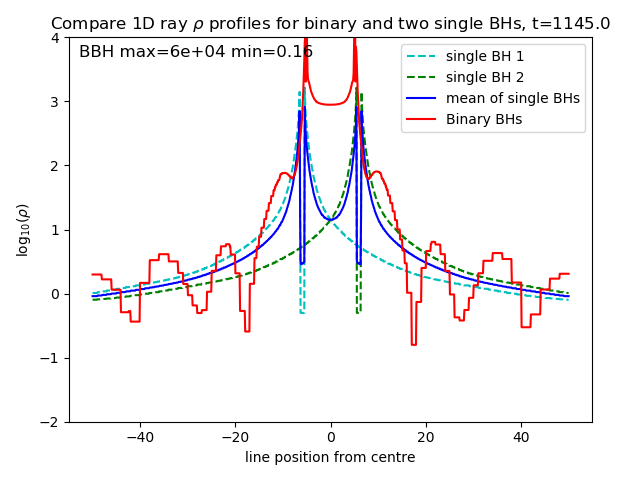 Compare 1D ray ρ profiles for binary and two single BHs, t=1145.0
BBH max=6e+04 min=0.16
single BH 1
single BH 2
mean of single BHs
Binary BHs
4
3
2
1
0
−1
−2
log₁₀(ρ)
−40 −20 0 20 40
line position from centre